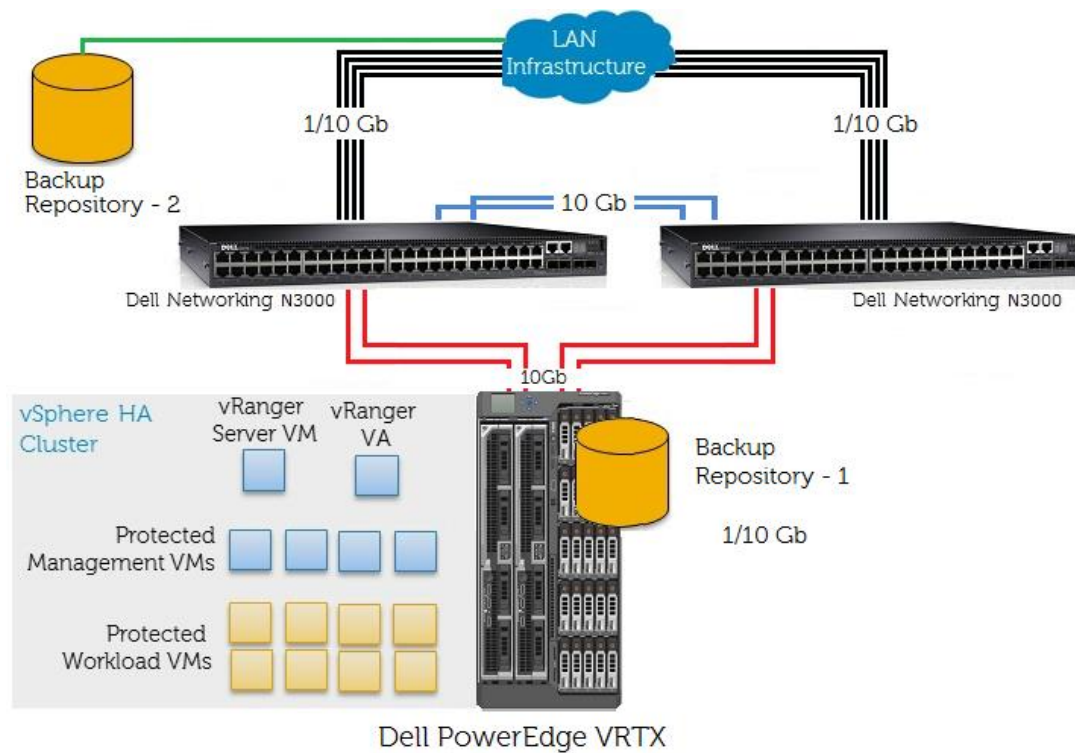 LAN
Infrastructure
1/10 Gb
1/10 Gb
Backup
Repository - 2
10 Gb
DELL
DELL
Dell Networking N3000
Dell Networking N3000
10Gb
vSphere HA
Cluster
vRanger
Server VM
vRanger
VA
Backup
Repository - 1
1/10 Gb
Protected
Management VMs
Protected
Workload VMs
Dell PowerEdge VRTX